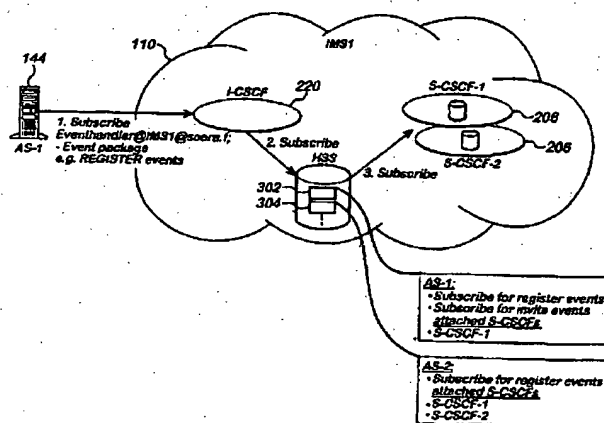 110
IMS1
144
I-CSCF
220
S-CSCF-1
208
S-CSCF-2
206
AS-1
1. Subscribe
Eventhandler@IMS1@sonera.f;
- Event package
e.g. REGISTER events
2. Subscribe
HSS
3. Subscribe
302
304
AS-1:
•Subscribe for register events
•Subscribe for invite events
attached S-CSCFs
•S-CSCF-1
AS-2:
•Subscribe for register events
attached S-CSCFs
•S-CSCF-1
•S-CSCF-2